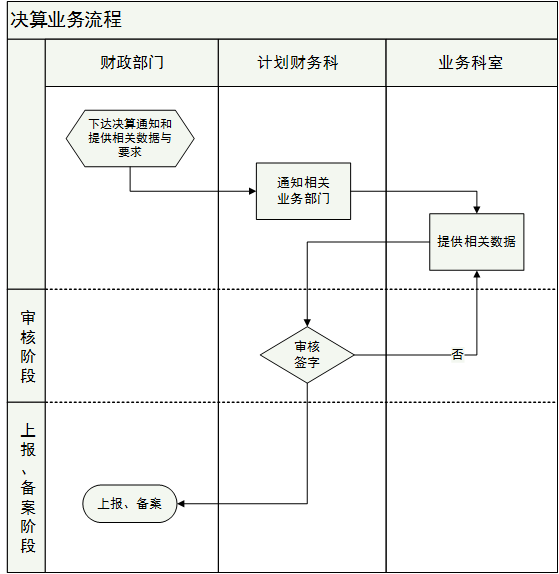 决算业务流程
财政部门
计划财务科
业务科室
下达决算通知和
提供相关数据与
要求
通知相关
业务部门
提供相关数据
审核阶段
审核
签字
否
上报、备案阶段
上报、备案